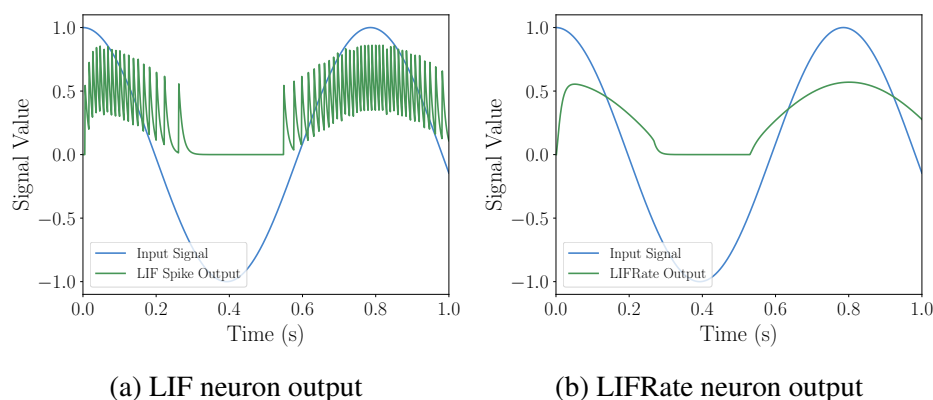 1.0
0.5
0.0
−0.5
−1.0
Signal Value
Input Signal
LIF Spike Output
0.0 0.2 0.4 0.6 0.8 1.0
Time (s)
(a) LIF neuron output
1.0
0.5
0.0
−0.5
−1.0
Signal Value
Input Signal
LIFRate Output
0.0 0.2 0.4 0.6 0.8 1.0
Time (s)
(b) LIFRate neuron output